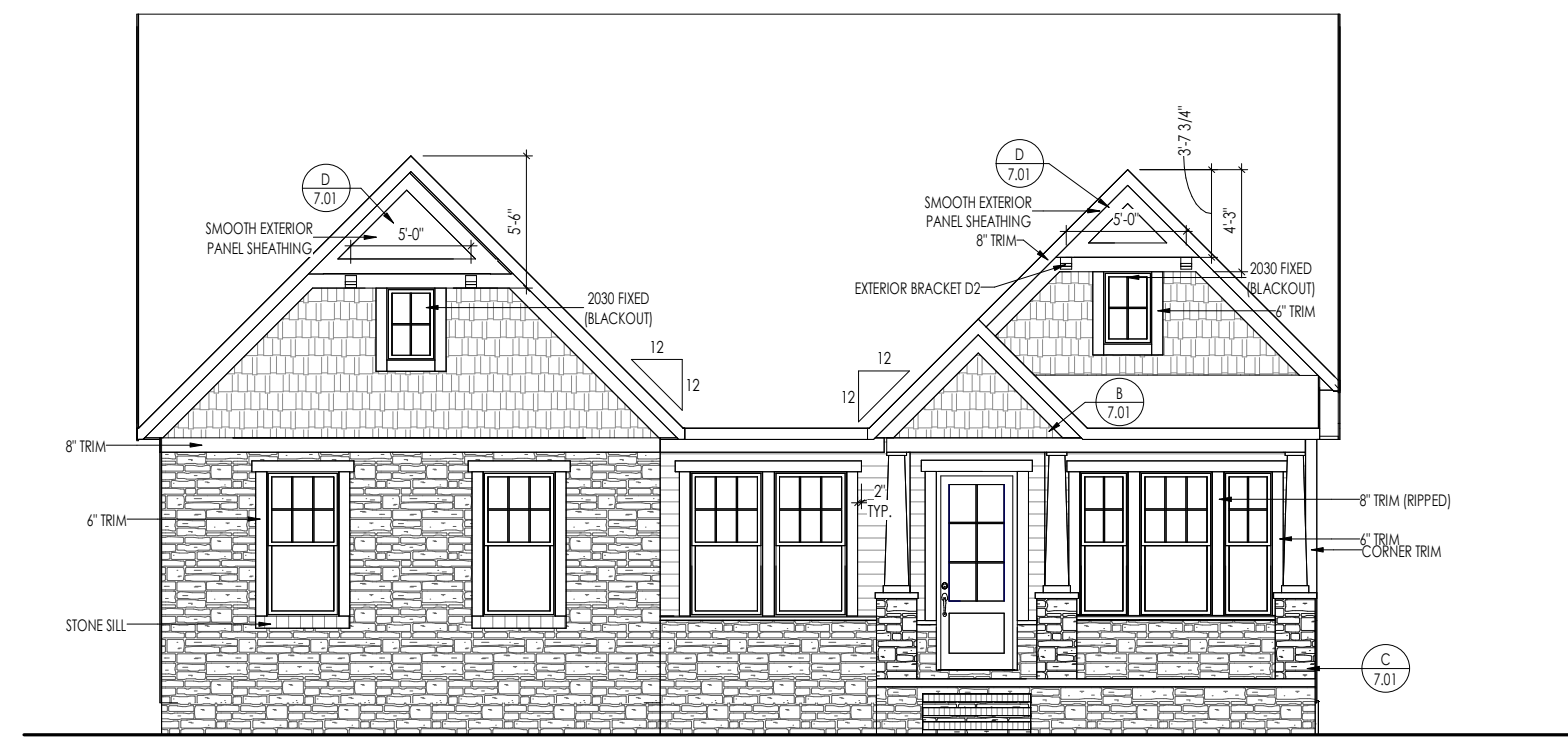 D
7.01
SMOOTH EXTERIOR
PANEL SHEATHING
5'-0"
5'-6"
2030 FIXED
(BLACKOUT)
12
12
8" TRIM
6" TRIM
STONE SILL
D
7.01
SMOOTH EXTERIOR
PANEL SHEATHING
8" TRIM
5'-0"
3'-7 3/4"
4'-3"
EXTERIOR BRACKET D2
2030 FIXED
(BLACKOUT)
6" TRIM
12
12
B
7.01
2"
TYP.
8" TRIM (RIPPED)
6" TRIM
CORNER TRIM
C
7.01